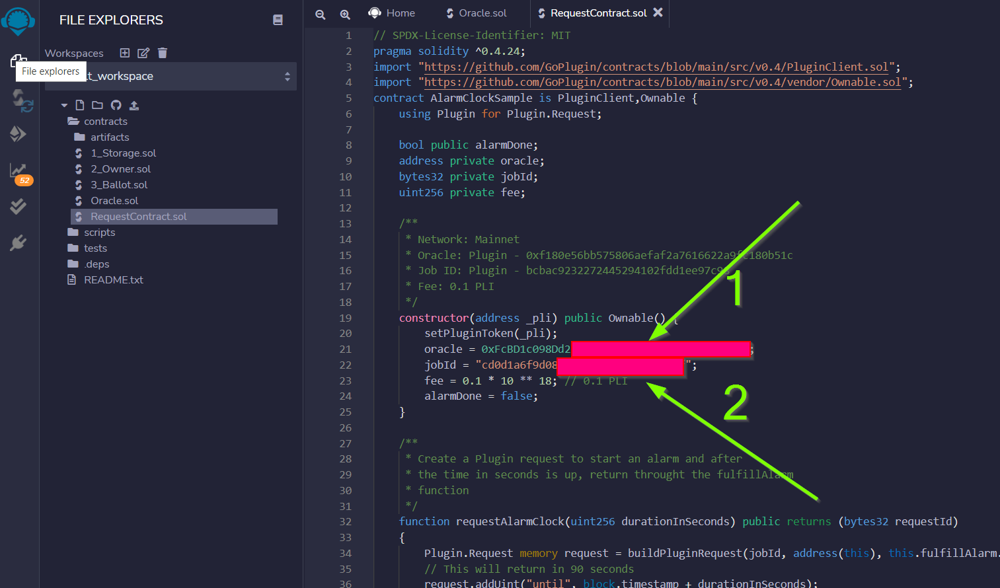 FILE EXPLORERS
Workspaces
File explorers
t_workspace
contracts
artifacts
1_Storage.sol
2_Owner.sol
3_Ballot.sol
Oracle.sol
RequestContract.sol
scripts
tests
.deps
README.txt
52
Home
Oracle.sol
RequestContract.sol
1 // SPDX-License-Identifier: MIT
2 pragma solidity ^0.4.24;
3 import "https://github.com/GoPlugin/contracts/blob/main/src/v0.4/PluginClient.sol";
4 import "https://github.com/GoPlugin/contracts/blob/main/src/v0.4/vendor/Ownable.sol";
5 contract AlarmClockSample is PluginClient,Ownable {
6 using Plugin for Plugin.Request;
7
8 bool public alarmDone;
9 address private oracle;
10 bytes32 private jobId;
11 uint256 private fee;
12
13 /**
14 * Network: Mainnet
15 * Oracle: Plugin - 0xf180e56bb575806aefaf2a7616622a9fc180b51c
16 * Job ID: Plugin - bcbac9232272445294102fdd1ee97c9
17 * Fee: 0.1 PLI
18 */
19 constructor(address _pli) public Ownable() {
20 setPluginToken(_pli);
21 oracle = 0xFcBD1c098Dd2 ;
22 jobId = "cd0d1a6f9d08 ";
23 fee = 0.1 * 10 ** 18; // 0.1 PLI
24 alarmDone = false;
25 }
26
27 /**
28 * Create a Plugin request to start an alarm and after
29 * the time in seconds is up, return throught the fulfillAlarm
30 * function
31 */
32 function requestAlarmClock(uint256 durationInSeconds) public returns (bytes32 requestId)
33 {
34 Plugin.Request memory request = buildPluginRequest(jobId, address(this), this.fulfillAlarm.
35 // This will return in 90 seconds
36 request.addUint("until", block.timestamp + durationInSeconds);
1
2